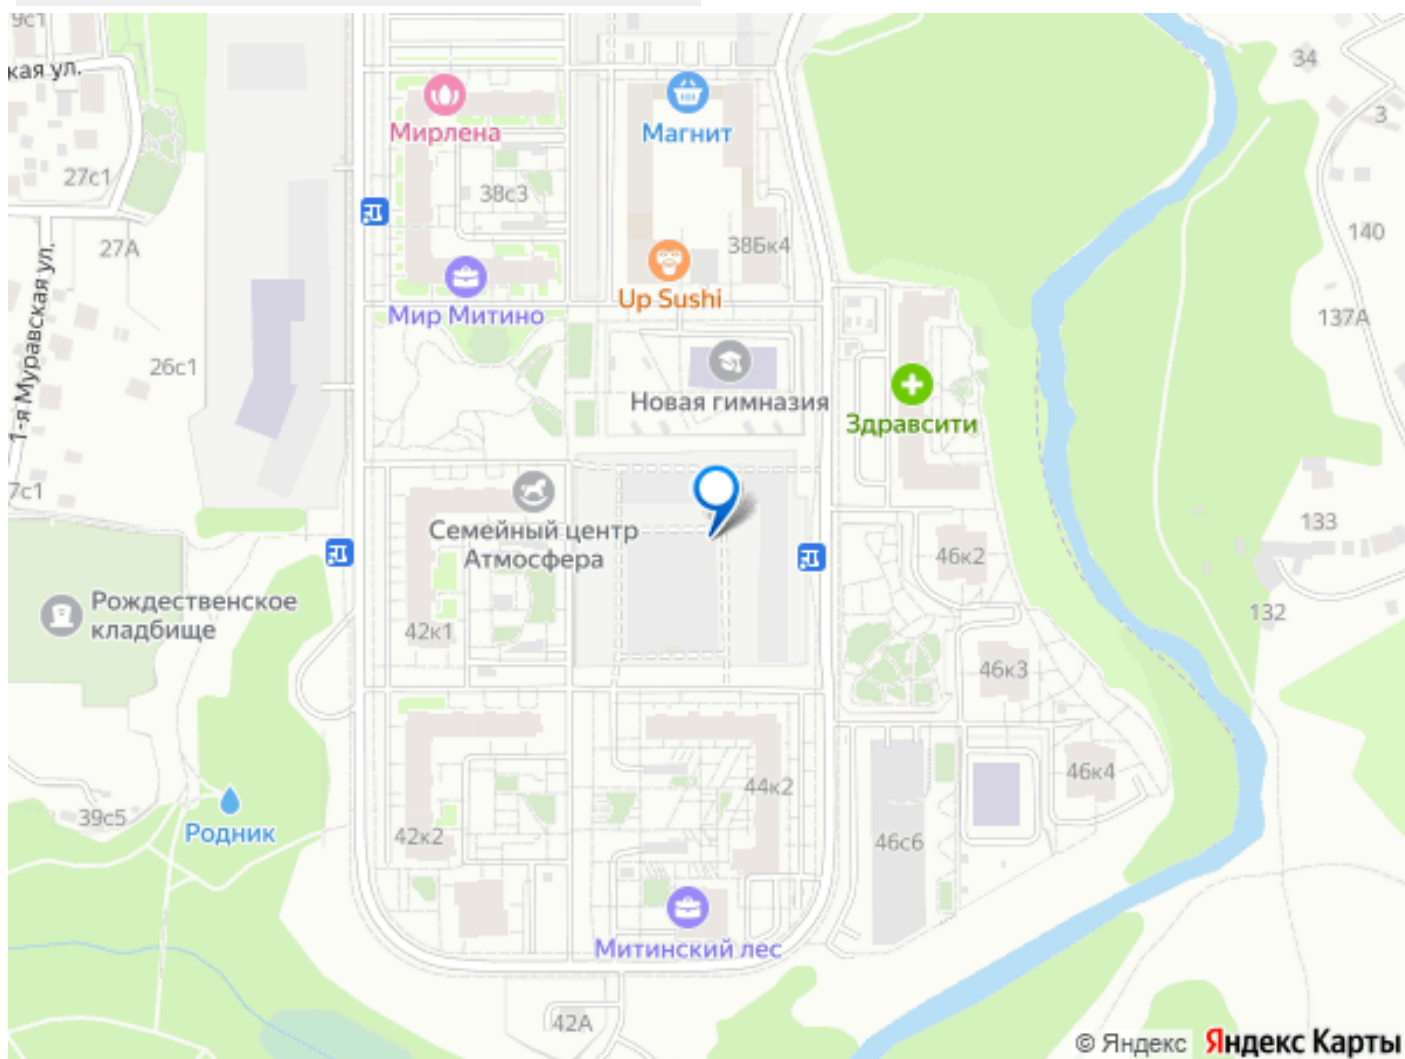 9с1
34
кая ул.
Мирлена
Магнит
3
27с1
38с3
38Бк4
140
27А
Up Sushi
Мир Митино
137А
1-я Муравская ул.
26с1
Новая гимназия
Здравсити
7с1
Семейный центр
Атмосфера
133
46к2
Рождественское
кладбище
42к1
132
46к3
44к2
46к4
39с5
Родник
42к2
46с6
Митинский лес
42А
© Яндекс Яндекс Карты